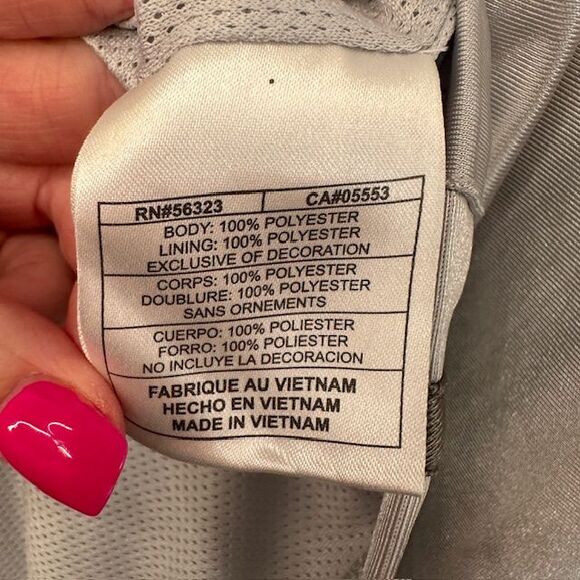 RN#56323 CA#05553
BODY: 100% POLYESTER
LINING: 100% POLYESTER
EXCLUSIVE OF DECORATION
CORPS: 100% POLYESTER
DOUBLURE: 100% POLYESTER
SANS ORNEMENTS
CUERPO: 100% POLIESTER
FORRO: 100% POLIESTER
NO INCLUYE LA DECORACION
FABRIQUE AU VIETNAM
HECHO EN VIETNAM
MADE IN VIETNAM